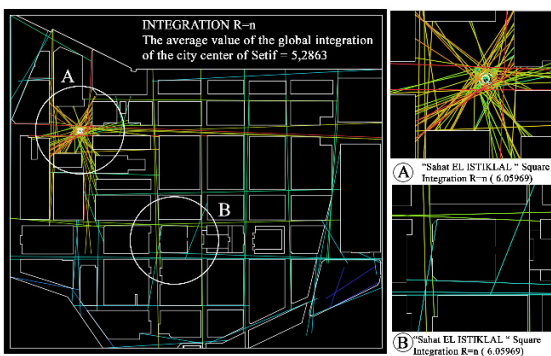 INTEGRATION R−n
The average value of the global integration
of the city center of Setif = 5,2863
A
B
A
"Sahat EL ISTIKLAL " Square
Integration R−n ( 6.05969)
B
"Sahat EL ISTIKLAL " Square
Integration R=n ( 6.05969)